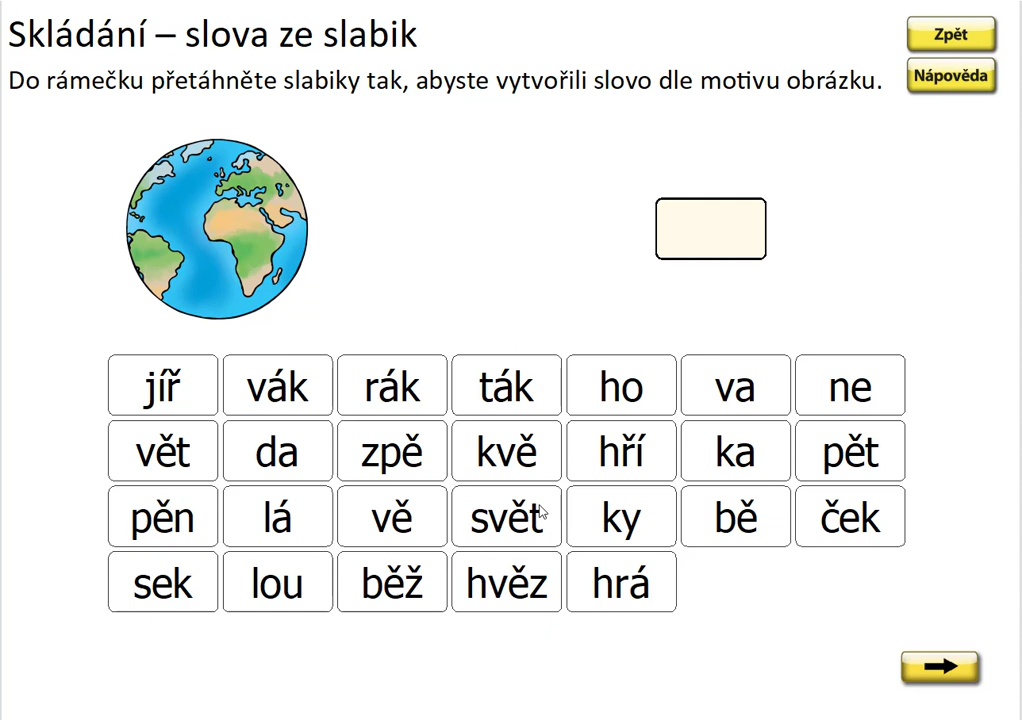 Skládání – slova ze slabik
Zpět
Do rámečku přetáhněte slabiky tak, abyste vytvořili slovo dle motivu obrázku.
Nápověda
jíř vák rák ták ho va ne
vět da zpě kvě hří ka pět
pěn lá vě svět ky bě ček
sek lou běž hvěz hrá